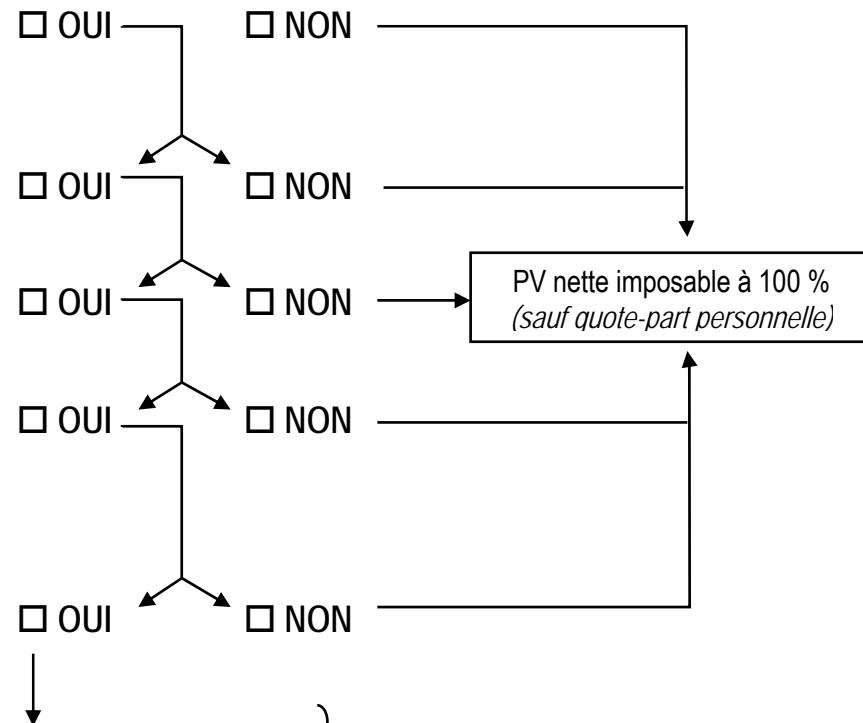 ☐ OUI ☐ NON
☐ OUI ☐ NON
PV nette imposable à 100 %
(sauf quote-part personnelle)
☐ OUI ☐ NON
☐ OUI ☐ NON
☐ OUI ☐ NON